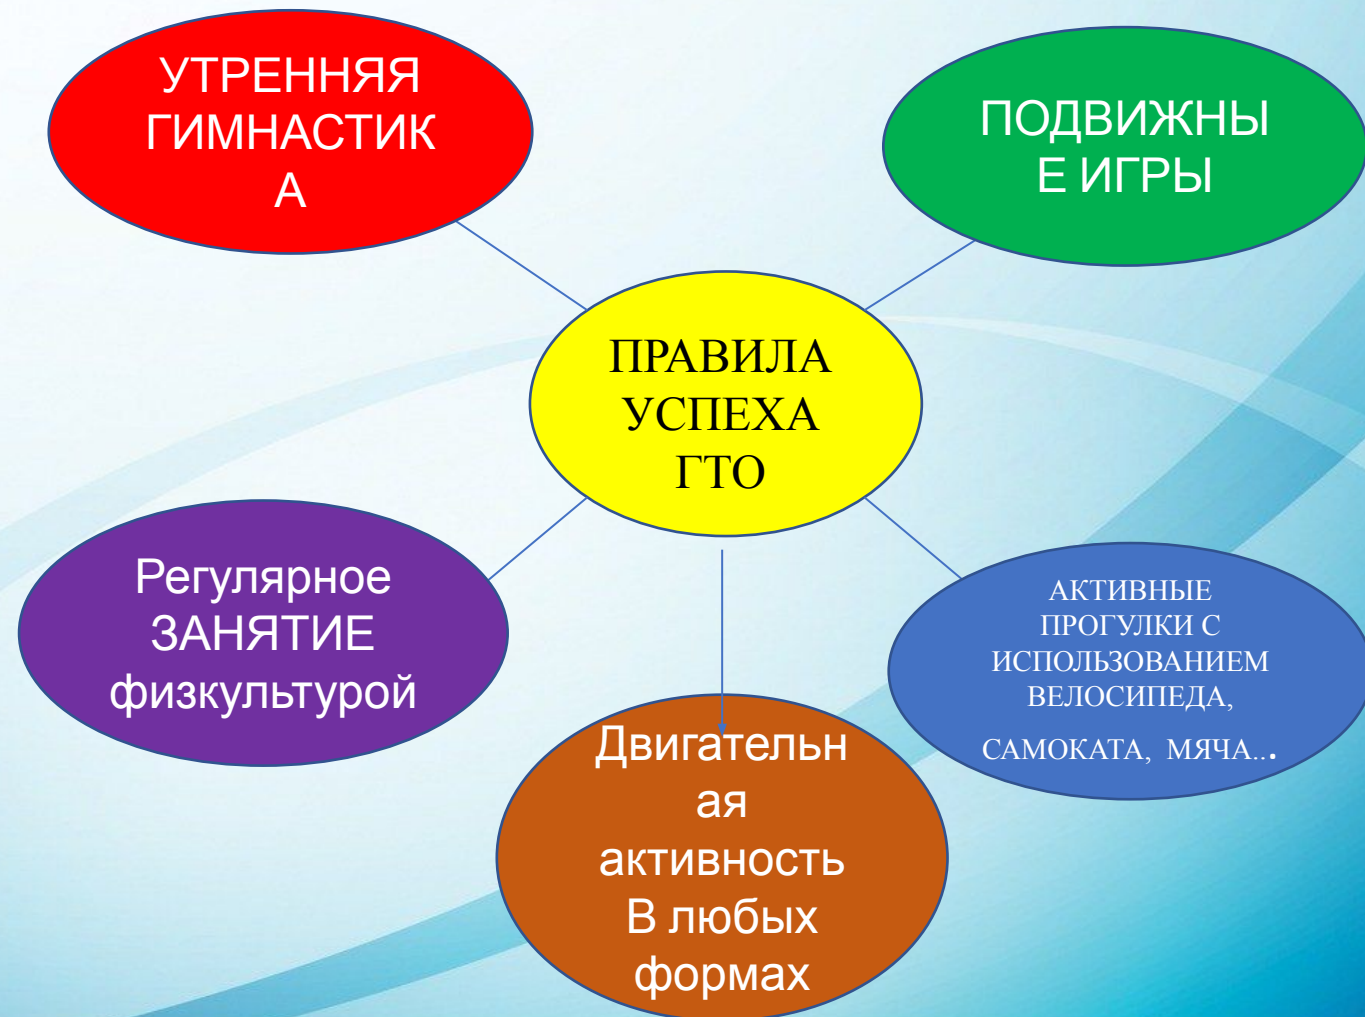 УТРЕННЯЯ
ГИМНАСТИК
А
ПОДВИЖНЫ
Е ИГРЫ
ПРАВИЛА
УСПЕХА
ГТО
Регулярное
ЗАНЯТИЕ
физкультурой
АКТИВНЫЕ
ПРОГУЛКИ С
ИСПОЛЬЗОВАНИЕМ
ВЕЛОСИПЕДА,
САМОКАТА, МЯЧА...
Двигательн
ая
активность
В любых
формах